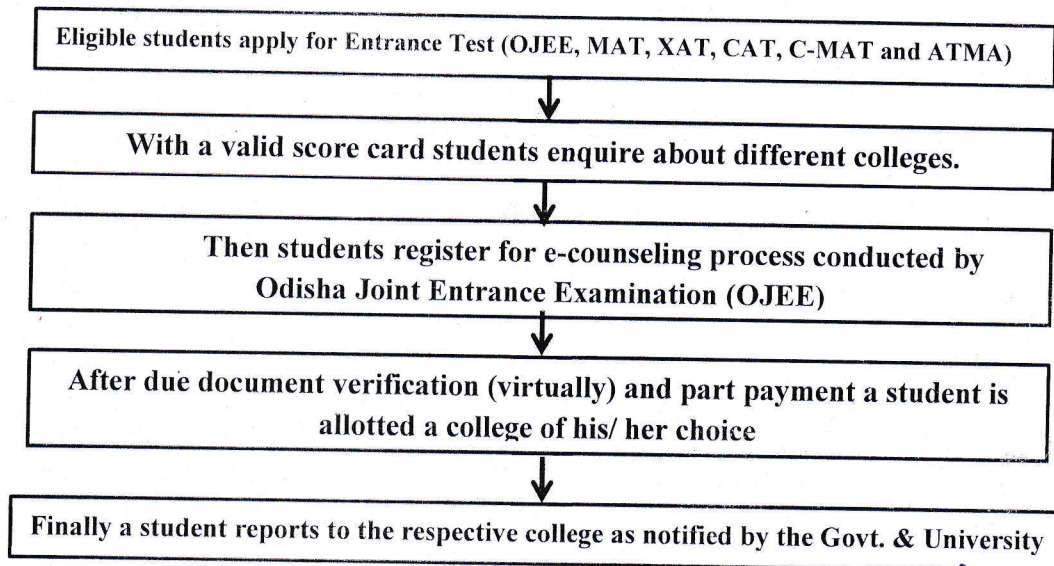 Eligible students apply for Entrance Test (OJEE, MAT, XAT, CAT, C-MAT and ATMA)
With a valid score card students enquire about different colleges.
Then students register for e-counseling process conducted by
Odisha Joint Entrance Examination (OJEE)
After due document verification (virtually) and part payment a student is
allotted a college of his/ her choice
Finally a student reports to the respective college as notified by the Govt. & University